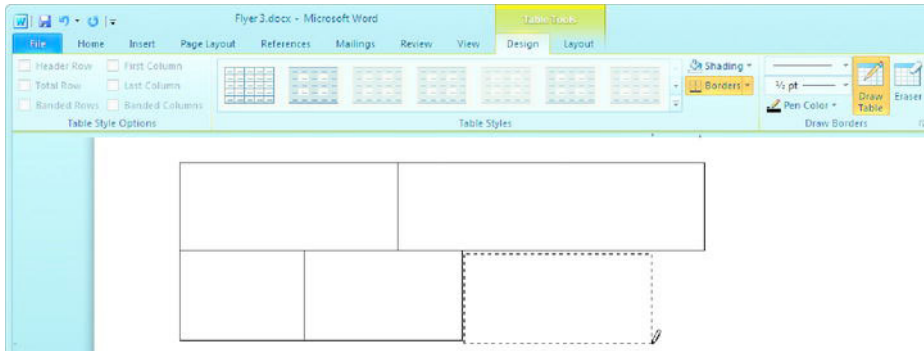 Flyer 3.docx - Microsoft Word
Table Tools
File Home Insert Page Layout References Mailings Review View Design Layout
Header Row First Column
Total Row Last Column
Banded Rows Banded Columns
Table Style Options
Shading
Borders
Table Styles
½ pt
Pen Color
Draw Table
Eraser
Draw Borders